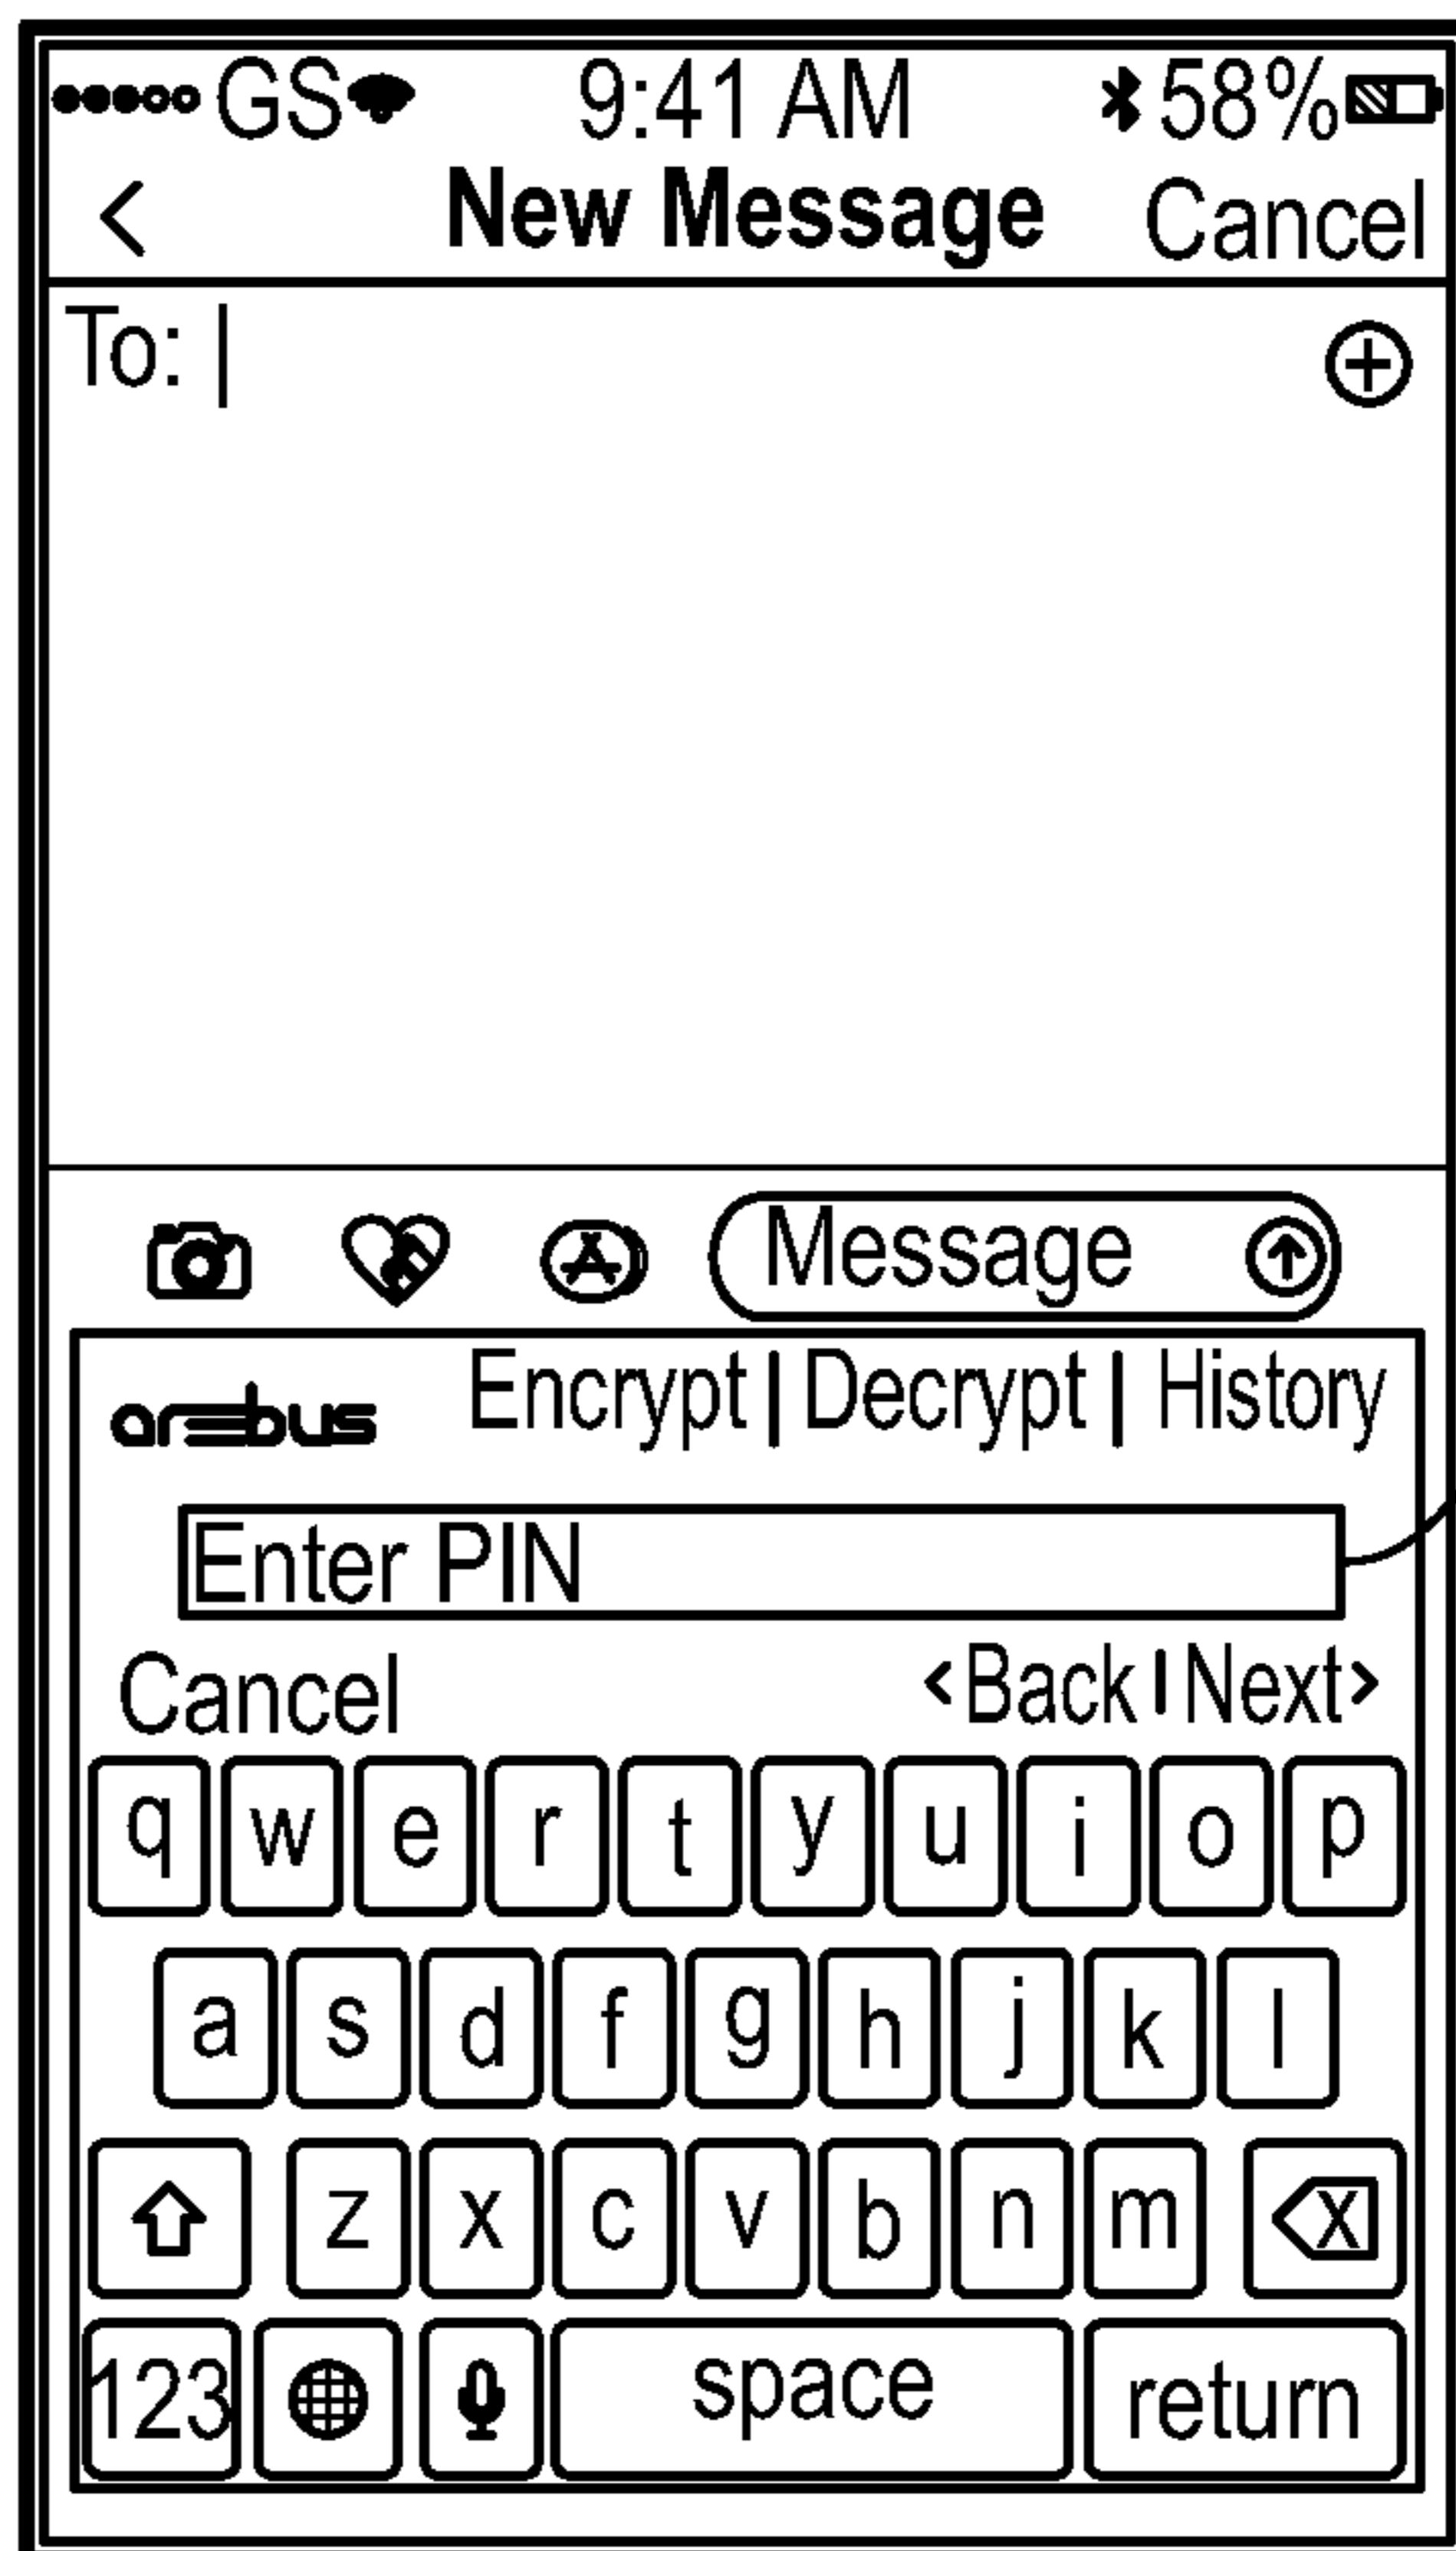 GS 9:41 AM 58%
< New Message Cancel
To:
Message
arebus Encrypt | Decrypt | History
Enter PIN
Cancel <Back | Next>
q w e r t y u i o p
a s d f g h j k l
z x c v b n m X
123 space return